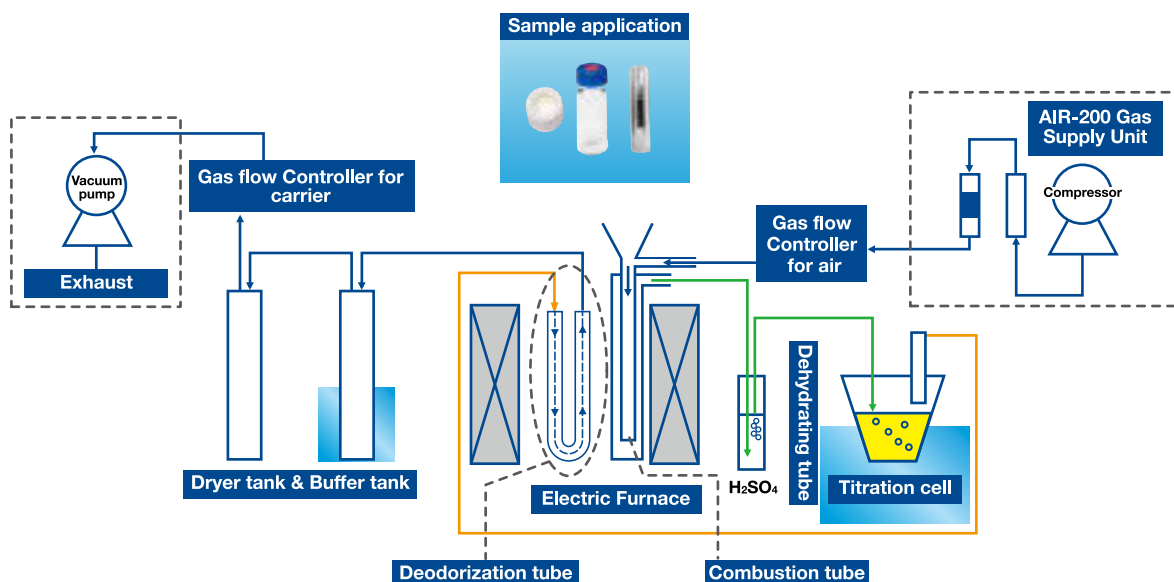 Sample application
AIR-200 Gas
Supply Unit
Compressor
Vacuum
pump
Exhaust
Gas flow Controller for
carrier
Gas flow
Controller
for air
Dryer tank & Buffer tank
Electric Furnace
H₂SO₄
Dehydrating tube
Titration cell
Deodorization tube
Combustion tube